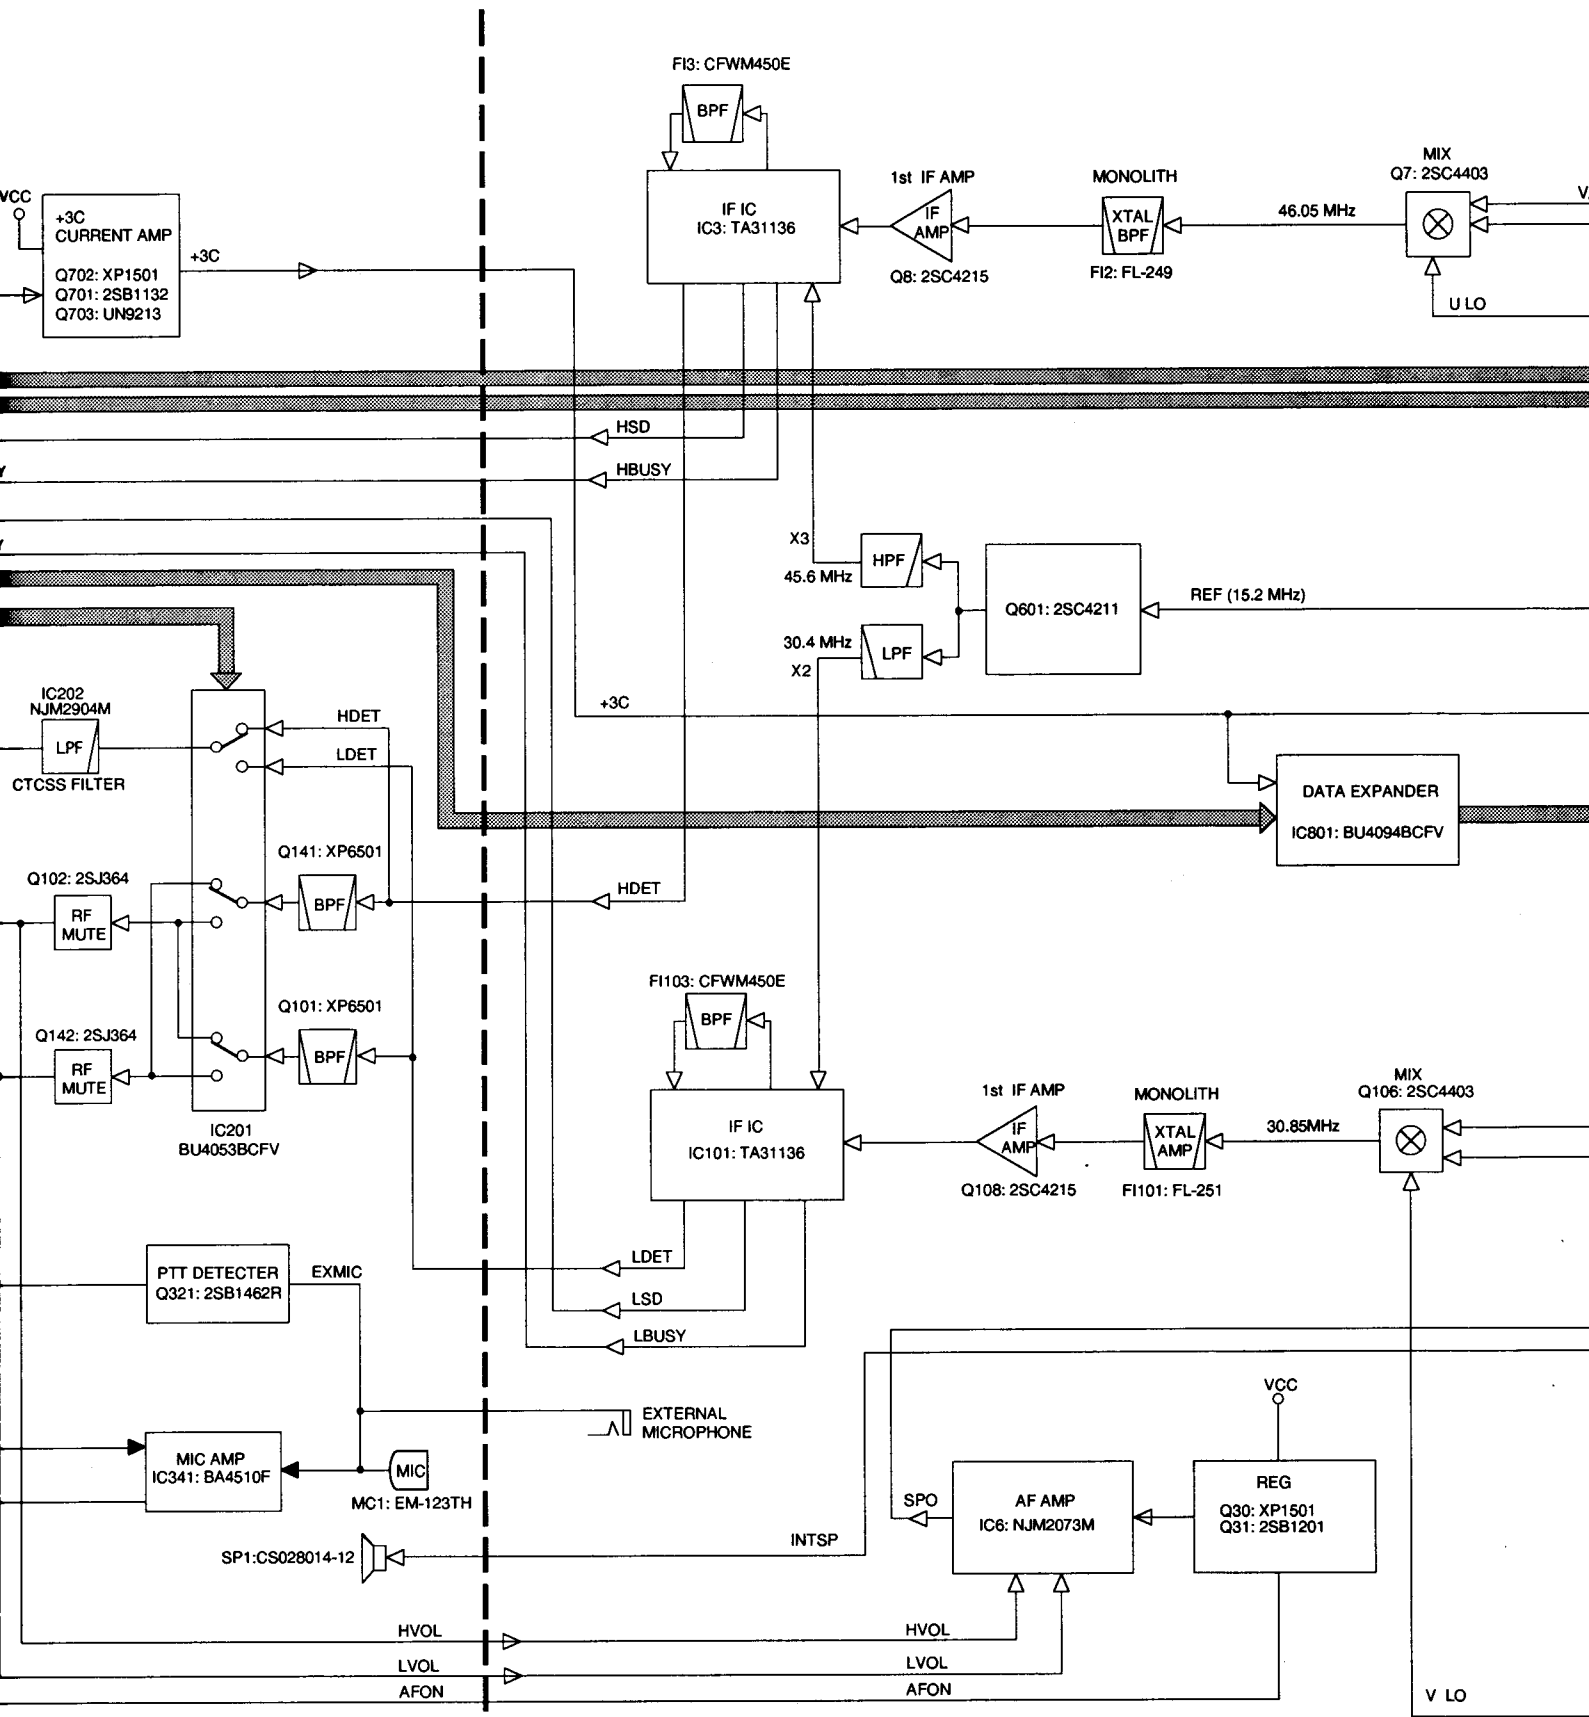 FI3: CFWM450E
BPF
VCC
+3C
CURRENT AMP
Q702: XP1501
Q701: 2SB1132
Q703: UN9213
+3C
IF IC
IC3: TA31136
1st IF AMP
IF
AMP
Q8: 2SC4215
MONOLITH
XTAL
BPF
FI2: FL-249
46.05 MHz
MIX
Q7: 2SC4403
V
U LO
HSD
Y
HBUSY
X3
45.6 MHz
HPF
Q601: 2SC4211
REF (15.2 MHz)
30.4 MHz
X2
LPF
+3C
IC202
NJM2904M
LPF
CTCSS FILTER
HDET
LDET
DATA EXPANDER
IC801: BU4094BCFV
Q141: XP6501
BPF
HDET
Q102: 2SJ364
RF
MUTE
Q101: XP6501
BPF
Q142: 2SJ364
RF
MUTE
IC201
BU4053BCFV
FI103: CFWM450E
BPF
IF IC
IC101: TA31136
1st IF AMP
IF
AMP
Q108: 2SC4215
MONOLITH
XTAL
AMP
FI101: FL-251
30.85MHz
MIX
Q106: 2SC4403
LDET
LSD
LBUSY
PTT DETECTER
Q321: 2SB1462R
EXMIC
EXTERNAL
MICROPHONE
MIC AMP
IC341: BA4510F
MIC
MC1: EM-123TH
SP1:CS028014-12
INTSP
SPO
AF AMP
IC6: NJM2073M
VCC
REG
Q30: XP1501
Q31: 2SB1201
HVOL
HVOL
LVOL
LVOL
AFON
AFON
V LO